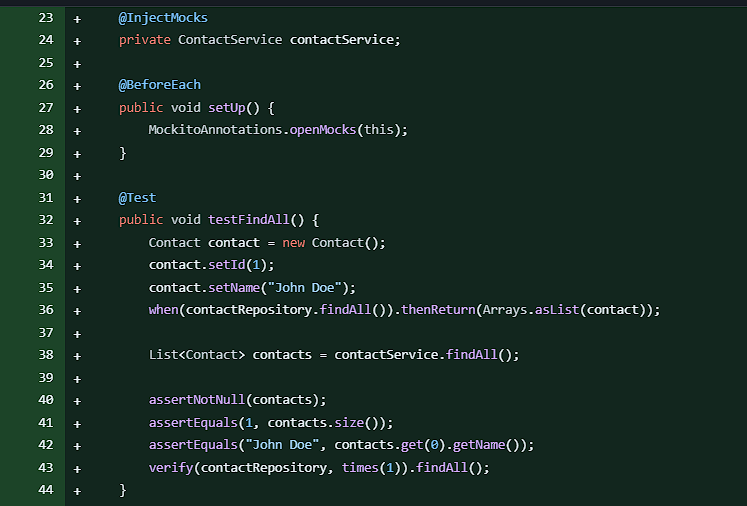 23 + @InjectMocks
24 + private ContactService contactService;
25 +
26 + @BeforeEach
27 + public void setUp() {
28 + MockitoAnnotations.openMocks(this);
29 + }
30 +
31 + @Test
32 + public void testFindAll() {
33 + Contact contact = new Contact();
34 + contact.setId(1);
35 + contact.setName("John Doe");
36 + when(contactRepository.findAll()).thenReturn(Arrays.asList(contact));
37 +
38 + List<Contact> contacts = contactService.findAll();
39 +
40 + assertNotNull(contacts);
41 + assertEquals(1, contacts.size());
42 + assertEquals("John Doe", contacts.get(0).getName());
43 + verify(contactRepository, times(1)).findAll();
44 + }